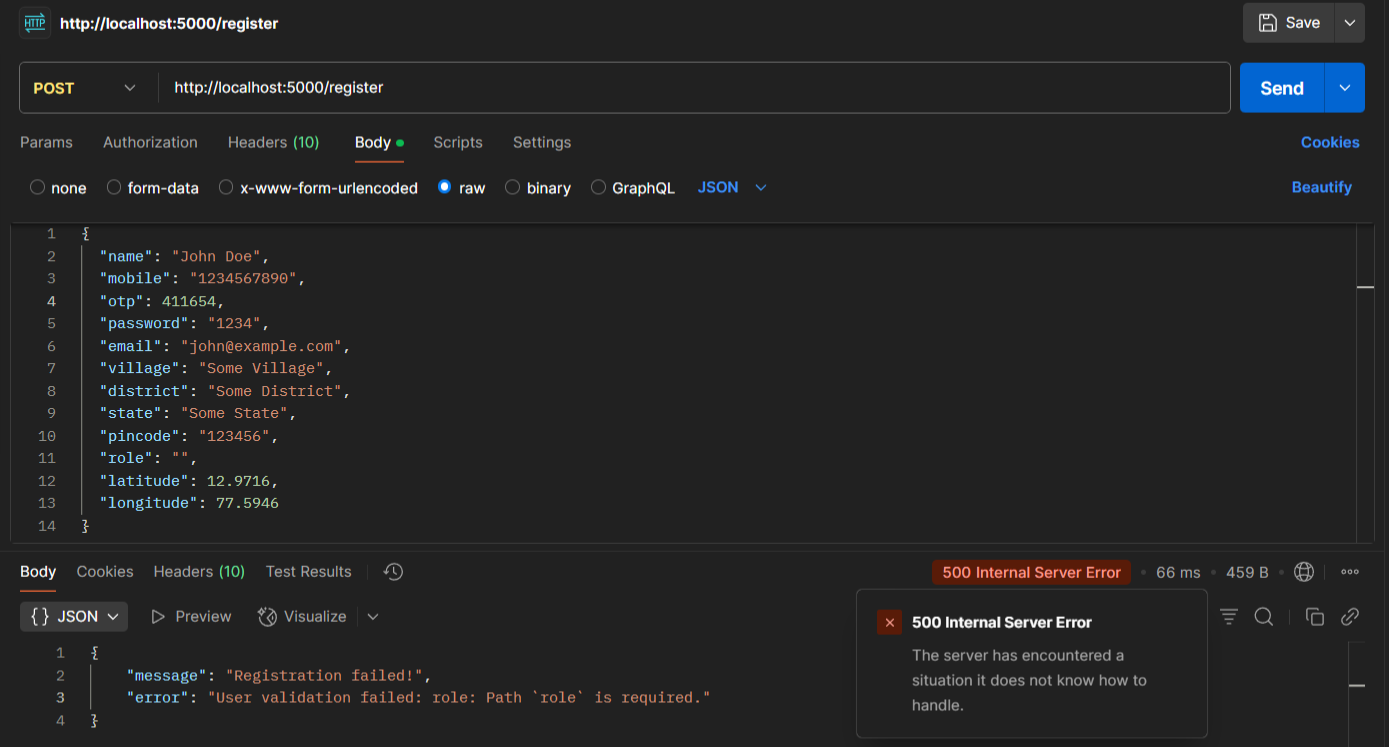 HTTP http://localhost:5000/register Save
POST http://localhost:5000/register Send
Params Authorization Headers (10) Body Scripts Settings Cookies
none form-data x-www-form-urlencoded raw binary GraphQL JSON Beautify
1 {
2 "name": "John Doe",
3 "mobile": "1234567890",
4 "otp": 411654,
5 "password": "1234",
6 "email": "john@example.com",
7 "village": "Some Village",
8 "district": "Some District",
9 "state": "Some State",
10 "pincode": "123456",
11 "role": "",
12 "latitude": 12.9716,
13 "longitude": 77.5946
14 }
Body Cookies Headers (10) Test Results 500 Internal Server Error • 66 ms • 459 B
{} JSON Preview Visualize
500 Internal Server Error
The server has encountered a
situation it does not know how to
handle.
1 {
2 "message": "Registration failed!",
3 "error": "User validation failed: role: Path `role` is required."
4 }